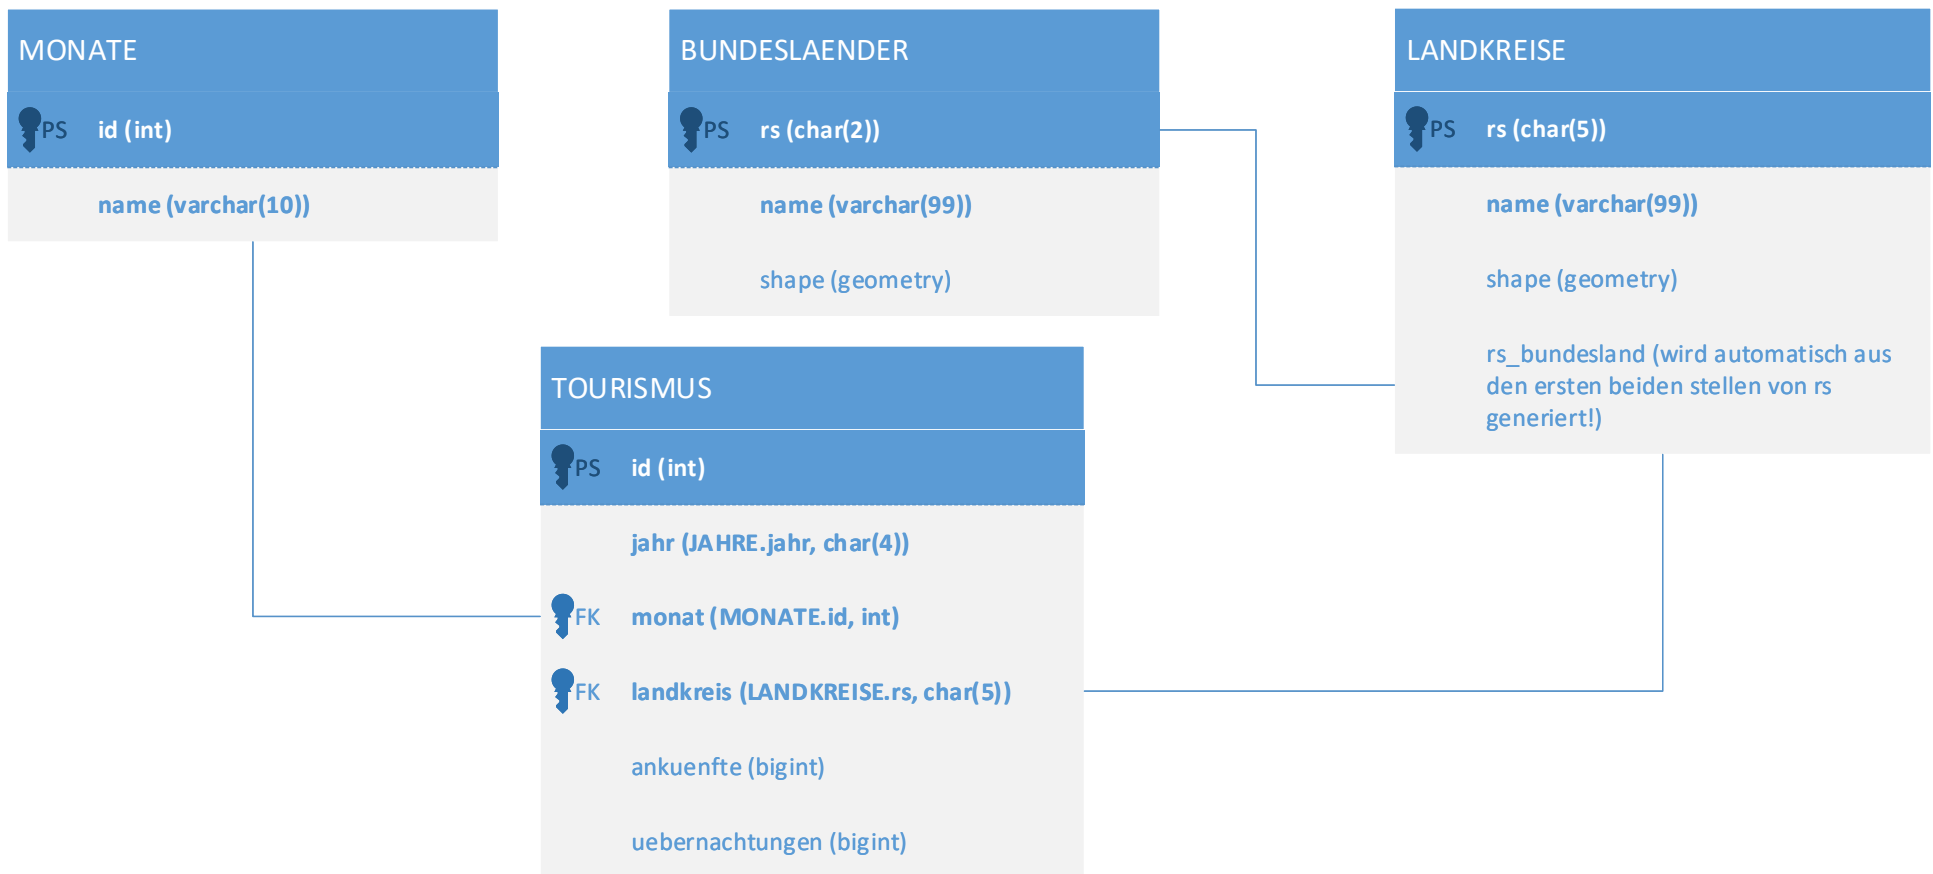 MONATE
PS id (int)
name (varchar(10))
BUNDESLAENDER
PS rs (char(2))
name (varchar(99))
shape (geometry)
LANDKREISE
PS rs (char(5))
name (varchar(99))
shape (geometry)
rs_bundesland (wird automatisch aus
den ersten beiden stellen von rs
generiert!)
TOURISMUS
PS id (int)
jahr (JAHRE.jahr, char(4))
FK monat (MONATE.id, int)
FK landkreis (LANDKREISE.rs, char(5))
ankuenfte (bigint)
uebernachtungen (bigint)